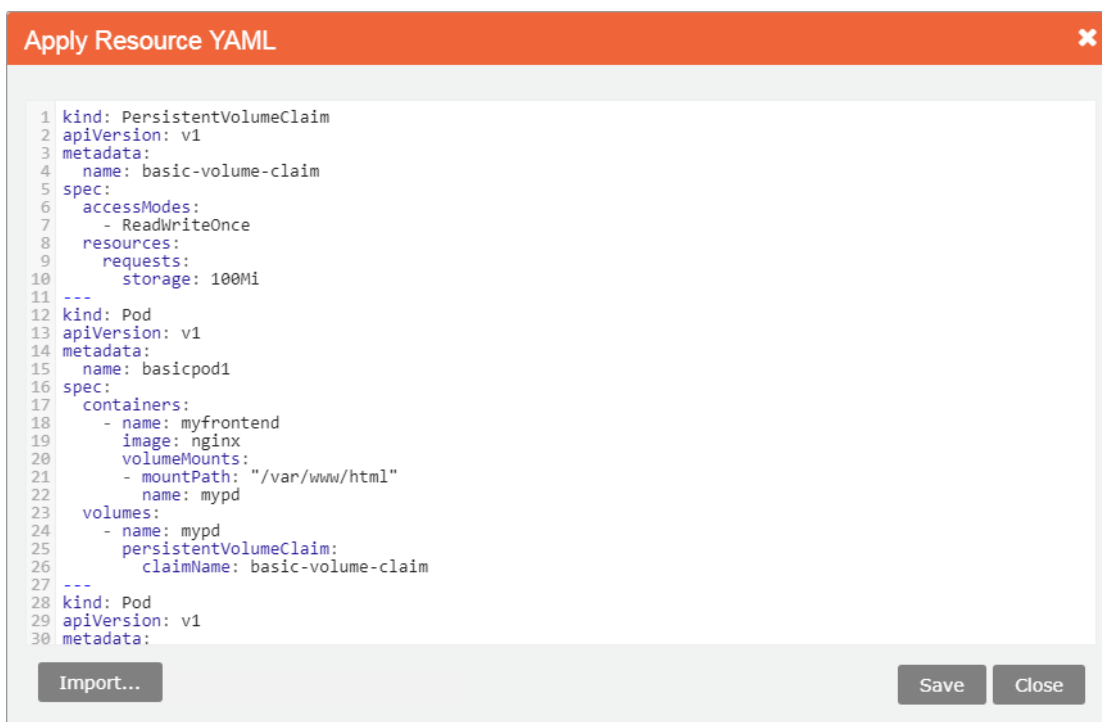 Apply Resource YAML ✖
1 kind: PersistentVolumeClaim
2 apiVersion: v1
3 metadata:
4   name: basic-volume-claim
5 spec:
6   accessModes:
7     - ReadWriteOnce
8   resources:
9     requests:
10       storage: 100Mi
11 ---
12 kind: Pod
13 apiVersion: v1
14 metadata:
15   name: basicpod1
16 spec:
17   containers:
18     - name: myfrontend
19       image: nginx
20       volumeMounts:
21       - mountPath: "/var/www/html"
22         name: mypd
23   volumes:
24     - name: mypd
25       persistentVolumeClaim:
26         claimName: basic-volume-claim
27 ---
28 kind: Pod
29 apiVersion: v1
30 metadata:
Import... Save Close